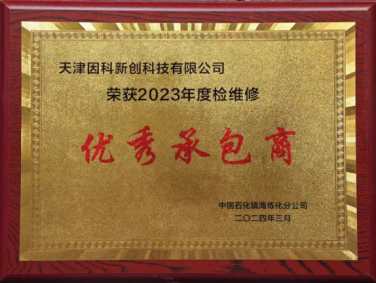 天津因科新创科技有限公司
荣获2023年度检维修
优秀承包商
中国石化镇海炼化分公司
二〇二四年三月